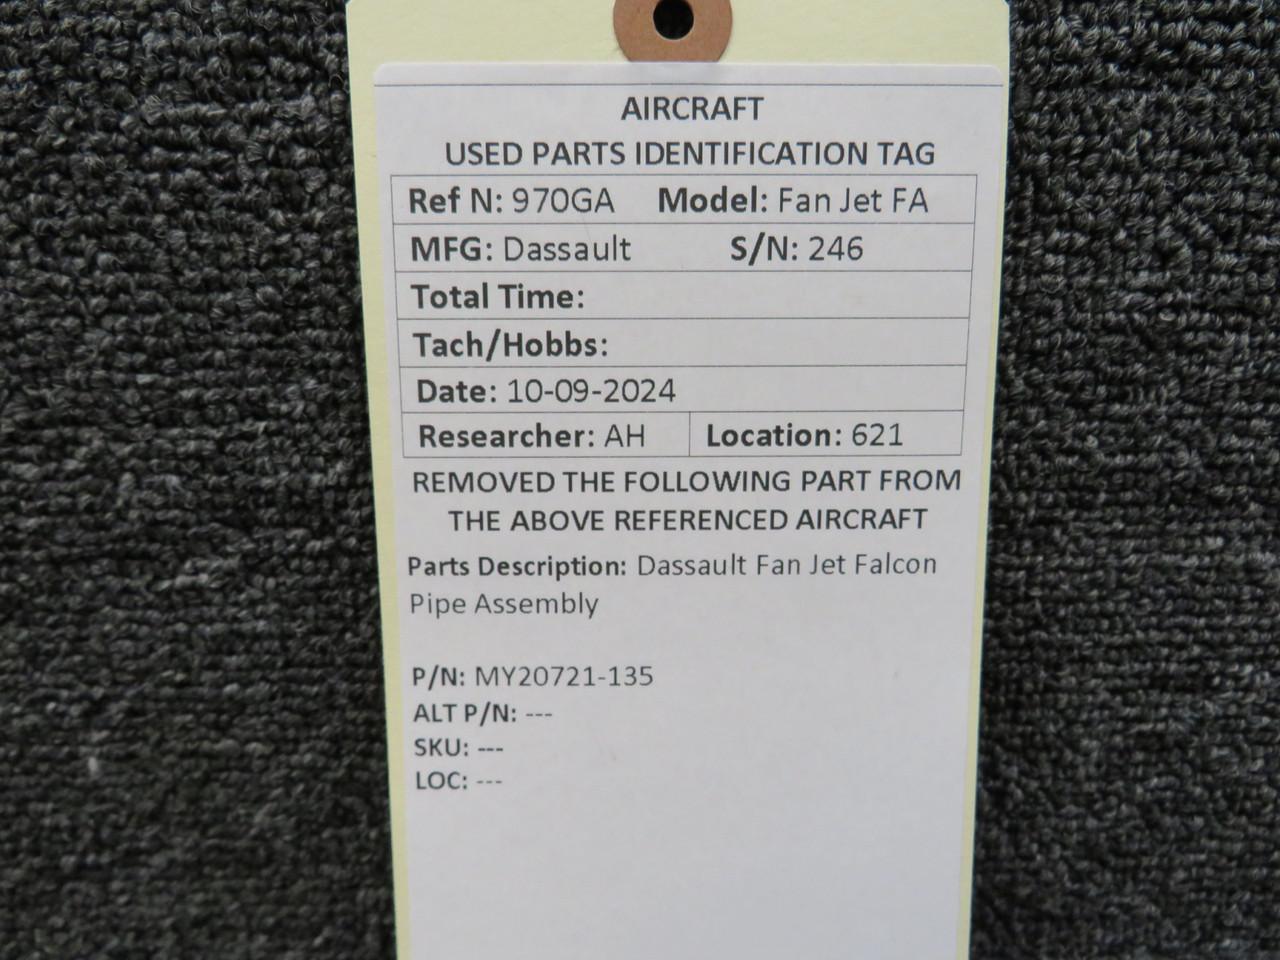 AIRCRAFT
USED PARTS IDENTIFICATION TAG
Ref N: 970GA Model: Fan Jet FA
MFG: Dassault S/N: 246
Total Time:
Tach/Hobbs:
Date: 10-09-2024
Researcher: AH Location: 621
REMOVED THE FOLLOWING PART FROM
THE ABOVE REFERENCED AIRCRAFT
Parts Description: Dassault Fan Jet Falcon
Pipe Assembly
P/N: MY20721-135
ALT P/N: ---
SKU: ---
LOC: ---